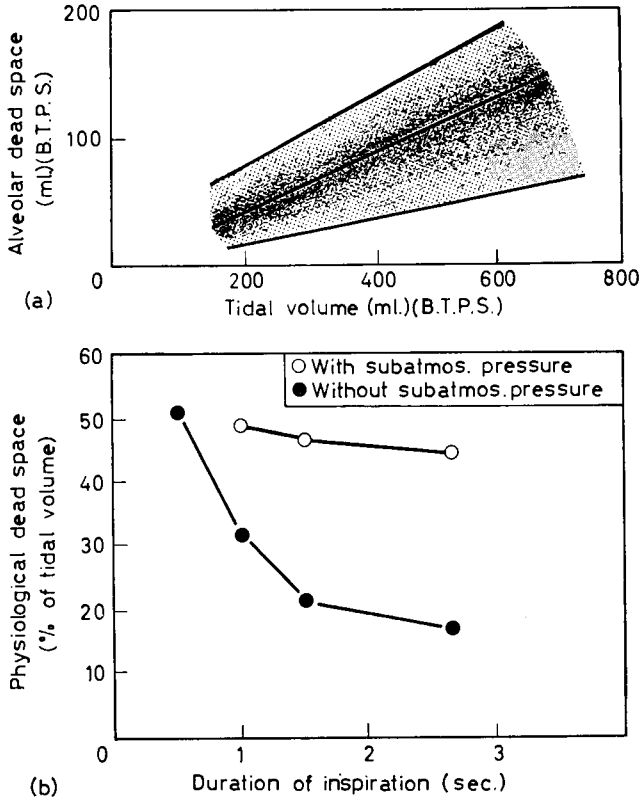 200
100
0
Alveolar dead space
(ml.)(B.T.P.S.)
200
400
600
800
Tidal volume (ml.)(B.T.P.S.)
(a)
60
50
40
30
20
10
0
Physiological dead space
(% of tidal volume)
With subatmos. pressure
Without subatmos. pressure
1
2
3
Duration of inspiration (sec.)
(b)